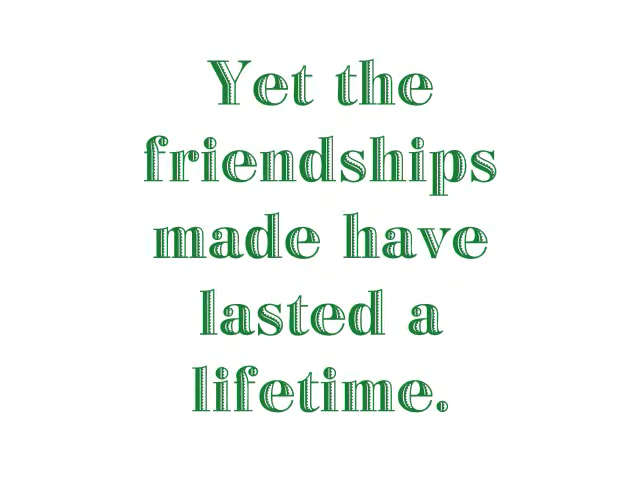 Yet the
friendships
made have
lasted a
lifetime.